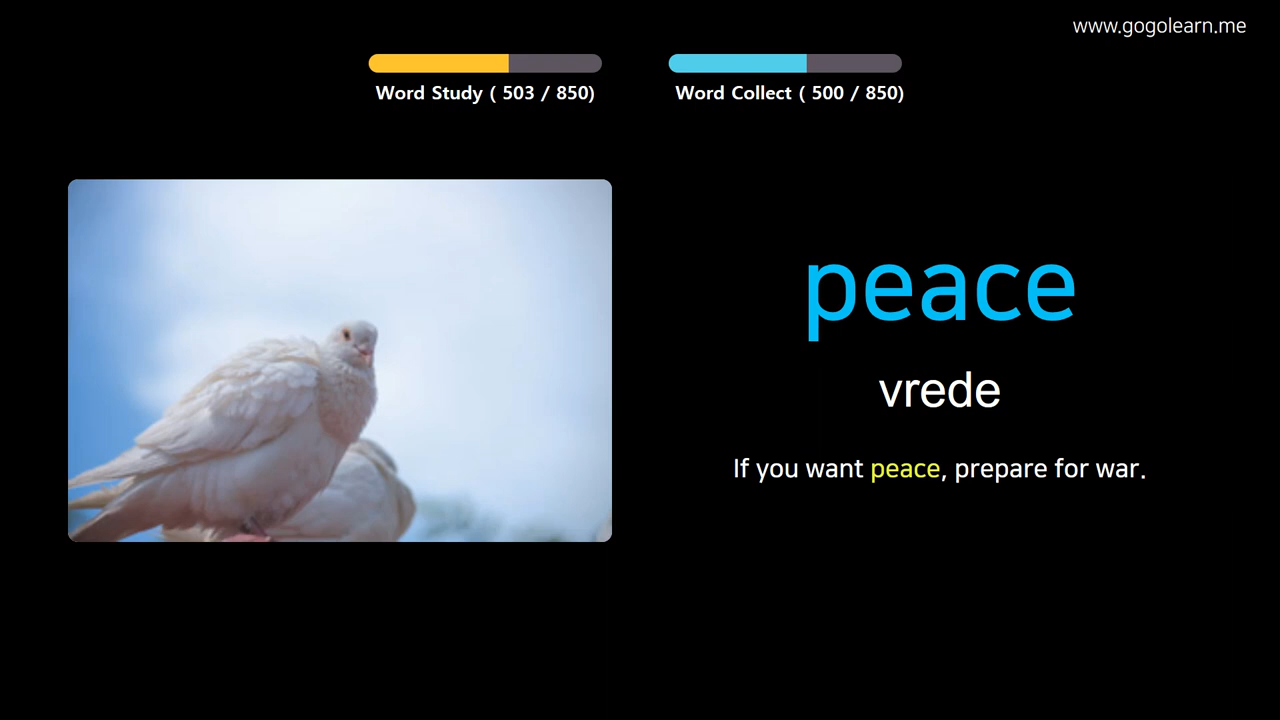 www.gogolearn.me
Word Study ( 503 / 850)
Word Collect ( 500 / 850)
peace
vrede
If you want peace, prepare for war.